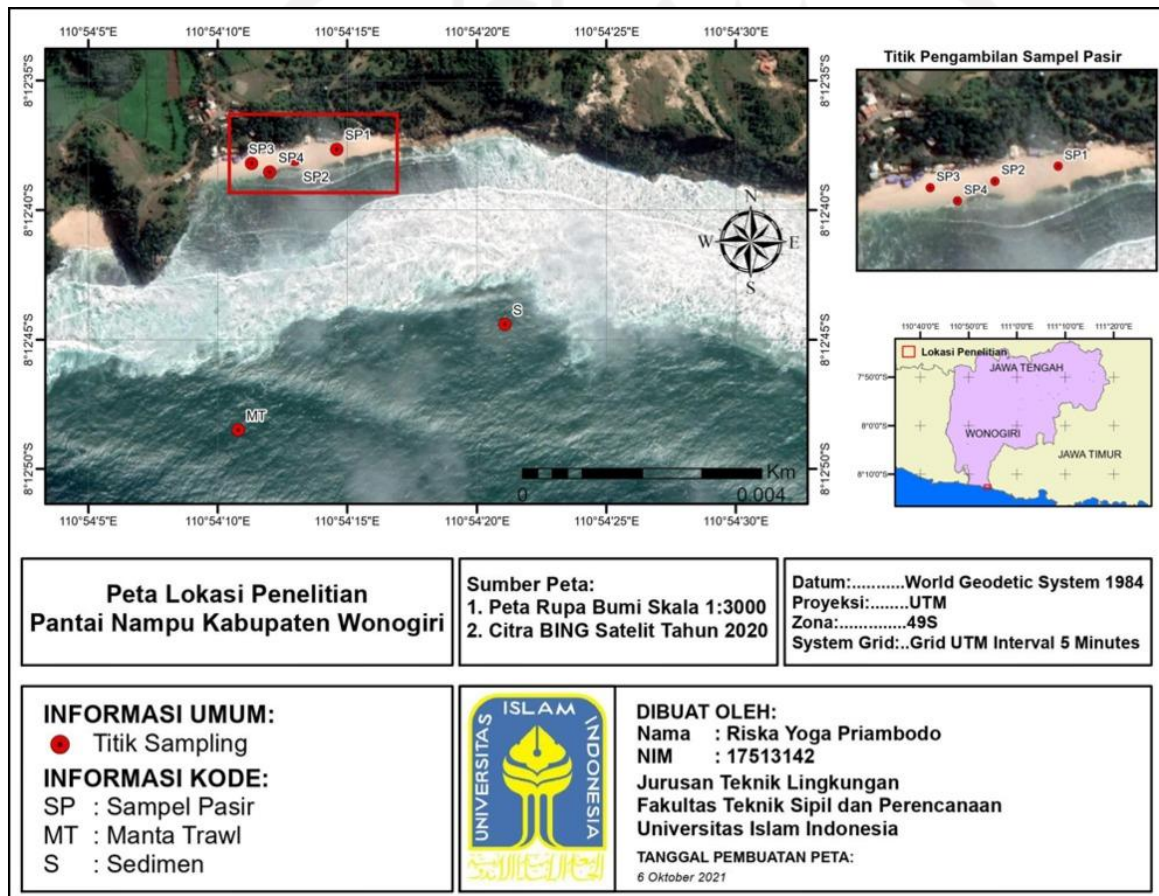 110°54'5"E 110°54'10"E 110°54'15"E 110°54'20"E 110°54'25"E 110°54'30"E
8°12'35"S
8°12'40"S
8°12'45"S
8°12'50"S
SP1
SP3
SP4
SP2
N
W E
S
S
MT
Km
0 0.004
8°12'35"S
8°12'40"S
8°12'45"S
8°12'50"S
110°54'5"E 110°54'10"E 110°54'15"E 110°54'20"E 110°54'25"E 110°54'30"E
Titik Pengambilan Sampel Pasir
SP1
SP2
SP3
SP4
110°40'0"E 110°50'0"E 111°0'0"E 111°10'0"E 111°20'0"E
Lokasi Penelitian
JAWA TENGAH
7°50'0"S
8°0'0"S
WONOGIRI
JAWA TIMUR
8°10'0"S
Peta Lokasi Penelitian
Pantai Nampu Kabupaten Wonogiri
Sumber Peta:
1. Peta Rupa Bumi Skala 1:3000
2. Citra BING Satelit Tahun 2020
Datum:..........World Geodetic System 1984
Proyeksi:........UTM
Zona:.............49S
System Grid:..Grid UTM Interval 5 Minutes
INFORMASI UMUM:
Titik Sampling
INFORMASI KODE:
SP : Sampel Pasir
MT : Manta Trawl
S : Sedimen
UNIVERSITAS ISLAM INDONESIA
DIBUAT OLEH:
Nama : Riska Yoga Priambodo
NIM : 17513142
Jurusan Teknik Lingkungan
Fakultas Teknik Sipil dan Perencanaan
Universitas Islam Indonesia
TANGGAL PEMBUATAN PETA:
6 Oktober 2021